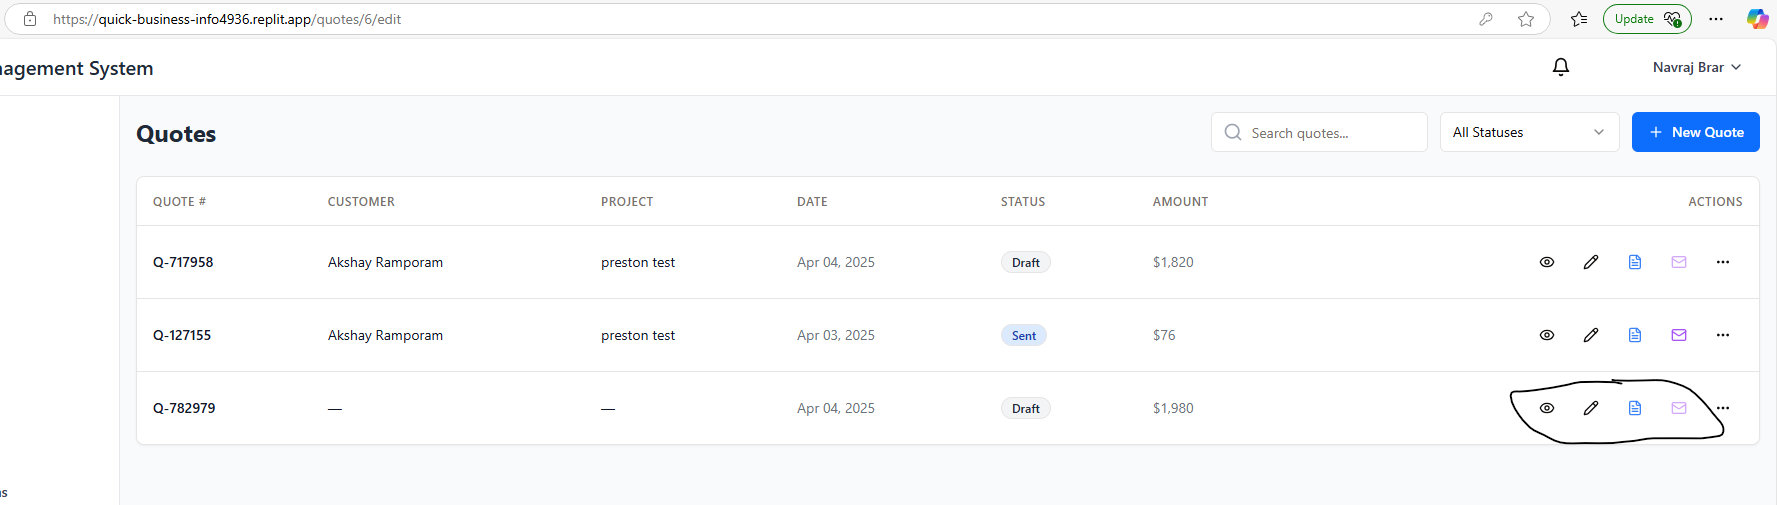 https://quick-business-info4936.replit.app/quotes/6/edit
Update
nagement System
Navraj Brar
Quotes
Search quotes...
All Statuses
+ New Quote
QUOTE # CUSTOMER PROJECT DATE STATUS AMOUNT ACTIONS
Q-717958 Akshay Ramporam preston test Apr 04, 2025 Draft $1,820
Q-127155 Akshay Ramporam preston test Apr 03, 2025 Sent $76
Q-782979 — — Apr 04, 2025 Draft $1,980